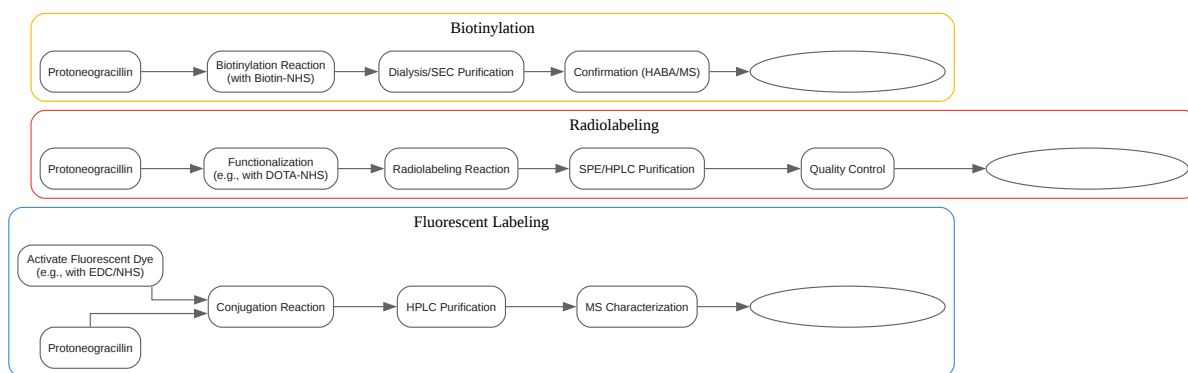 Biotinylation
Protoneogracillin
Biotinylation Reaction
(with Biotin-NHS)
Dialysis/SEC Purification
Confirmation (HABA/MS)
Radiolabeling
Protoneogracillin
Functionalization
(e.g., with DOTA-NHS)
Radiolabeling Reaction
SPE/HPLC Purification
Quality Control
Fluorescent Labeling
Activate Fluorescent Dye
(e.g., with EDC/NHS)
Conjugation Reaction
HPLC Purification
MS Characterization
Protoneogracillin